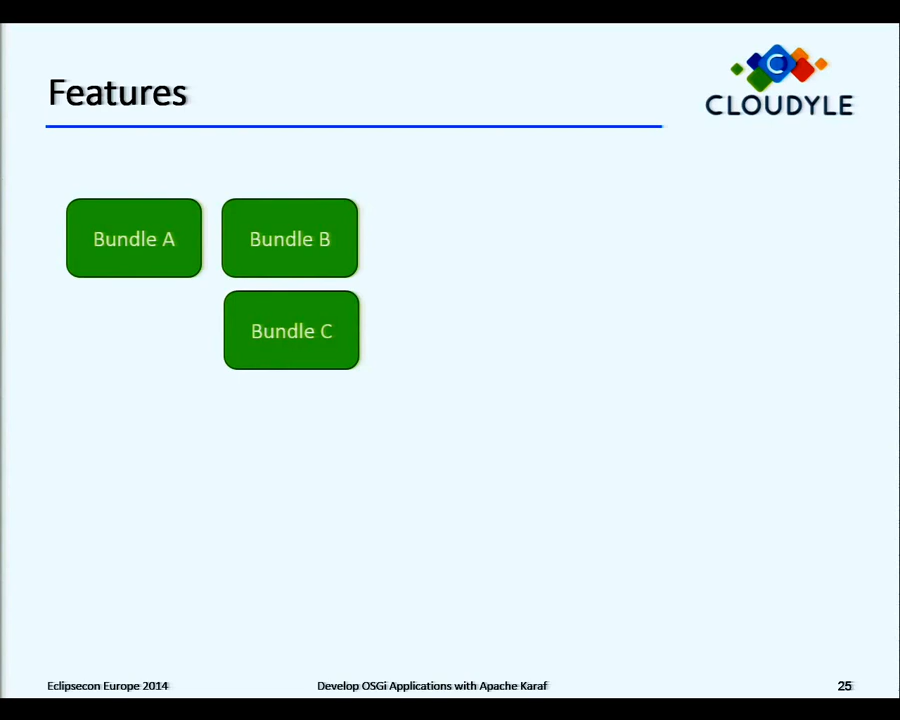 Features
C
CLOUDYLE
Bundle A
Bundle B
Bundle C
Eclipsecon Europe 2014
Develop OSGi Applications with Apache Karaf
25